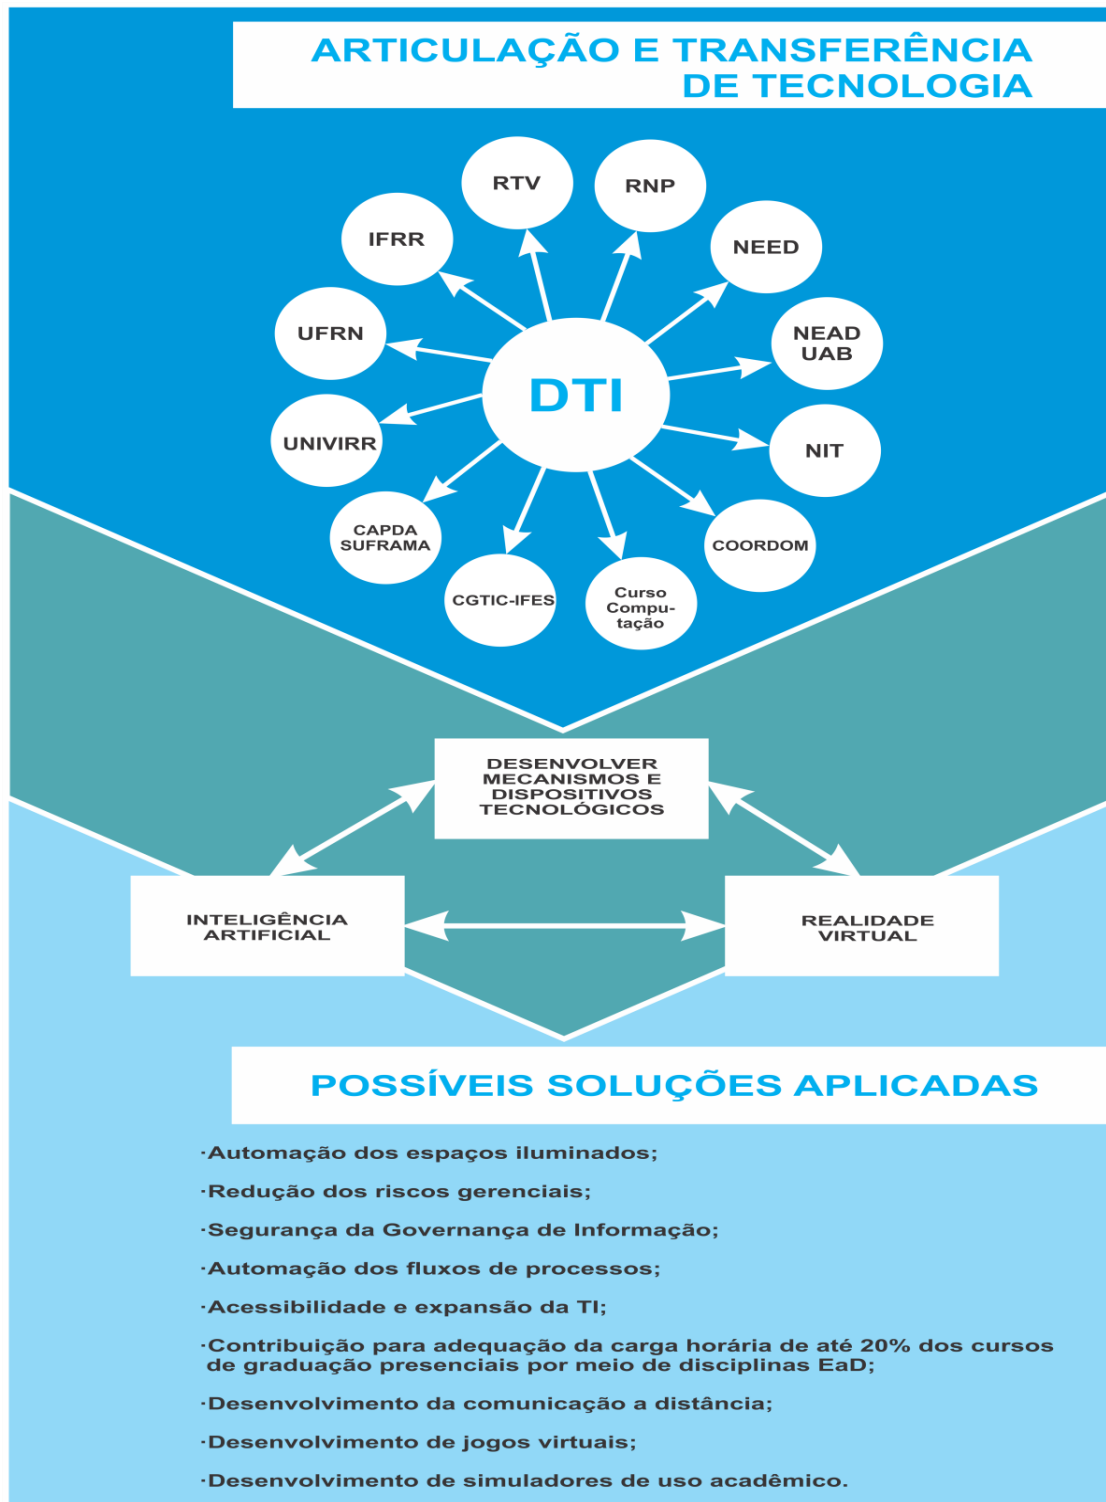 ARTICULAÇÃO E TRANSFERÊNCIA
DE TECNOLOGIA
RTV
RNP
IFRR
NEED
UFRN
NEAD
UAB
DTI
UNIVIRR
NIT
CAPDA
SUFRAMA
COORDOM
CGTIC-IFES
Curso
Compu-
tação
DESENVOLVER
MECANISMOS E
DISPOSITIVOS
TECNOLÓGICOS
INTELIGÊNCIA
ARTIFICIAL
REALIDADE
VIRTUAL
POSSÍVEIS SOLUÇÕES APLICADAS
·Automação dos espaços iluminados;
·Redução dos riscos gerenciais;
·Segurança da Governança de Informação;
·Automação dos fluxos de processos;
·Acessibilidade e expansão da TI;
·Contribuição para adequação da carga horária de até 20% dos cursos
de graduação presenciais por meio de disciplinas EaD;
·Desenvolvimento da comunicação a distância;
·Desenvolvimento de jogos virtuais;
·Desenvolvimento de simuladores de uso acadêmico.